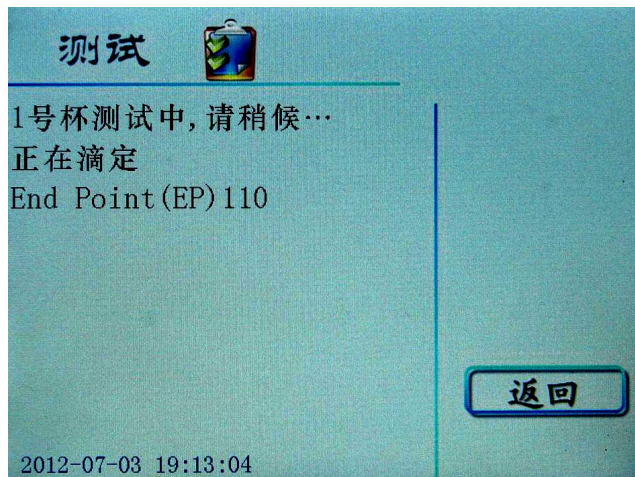 测试
1号杯测试中,请稍候…
正在滴定
End Point(EP)110
返回
2012-07-03 19:13:04